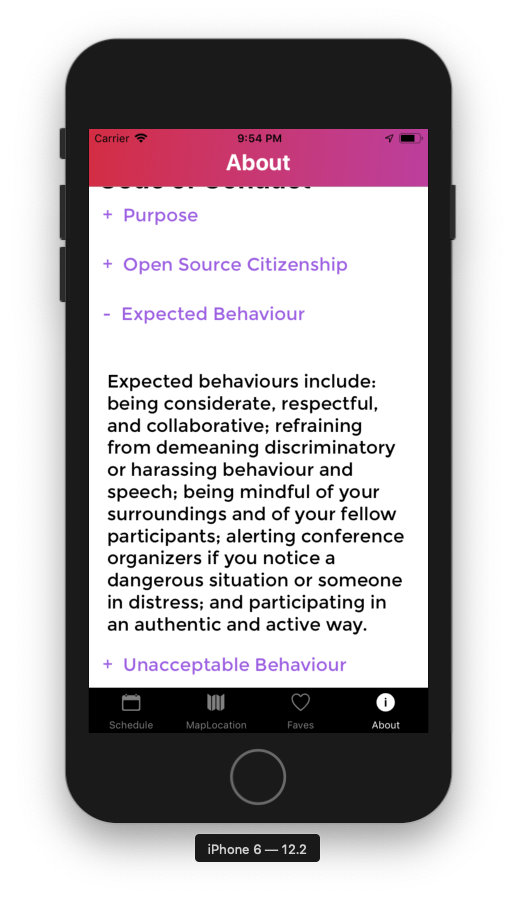 Carrier 9:54 PM
About
Code of Conduct
+ Purpose
+ Open Source Citizenship
- Expected Behaviour
Expected behaviours include:
being considerate, respectful,
and collaborative; refraining
from demeaning discriminatory
or harassing behaviour and
speech; being mindful of your
surroundings and of your fellow
participants; alerting conference
organizers if you notice a
dangerous situation or someone
in distress; and participating in
an authentic and active way.
+ Unacceptable Behaviour
Schedule MapLocation Faves About
iPhone 6 — 12.2